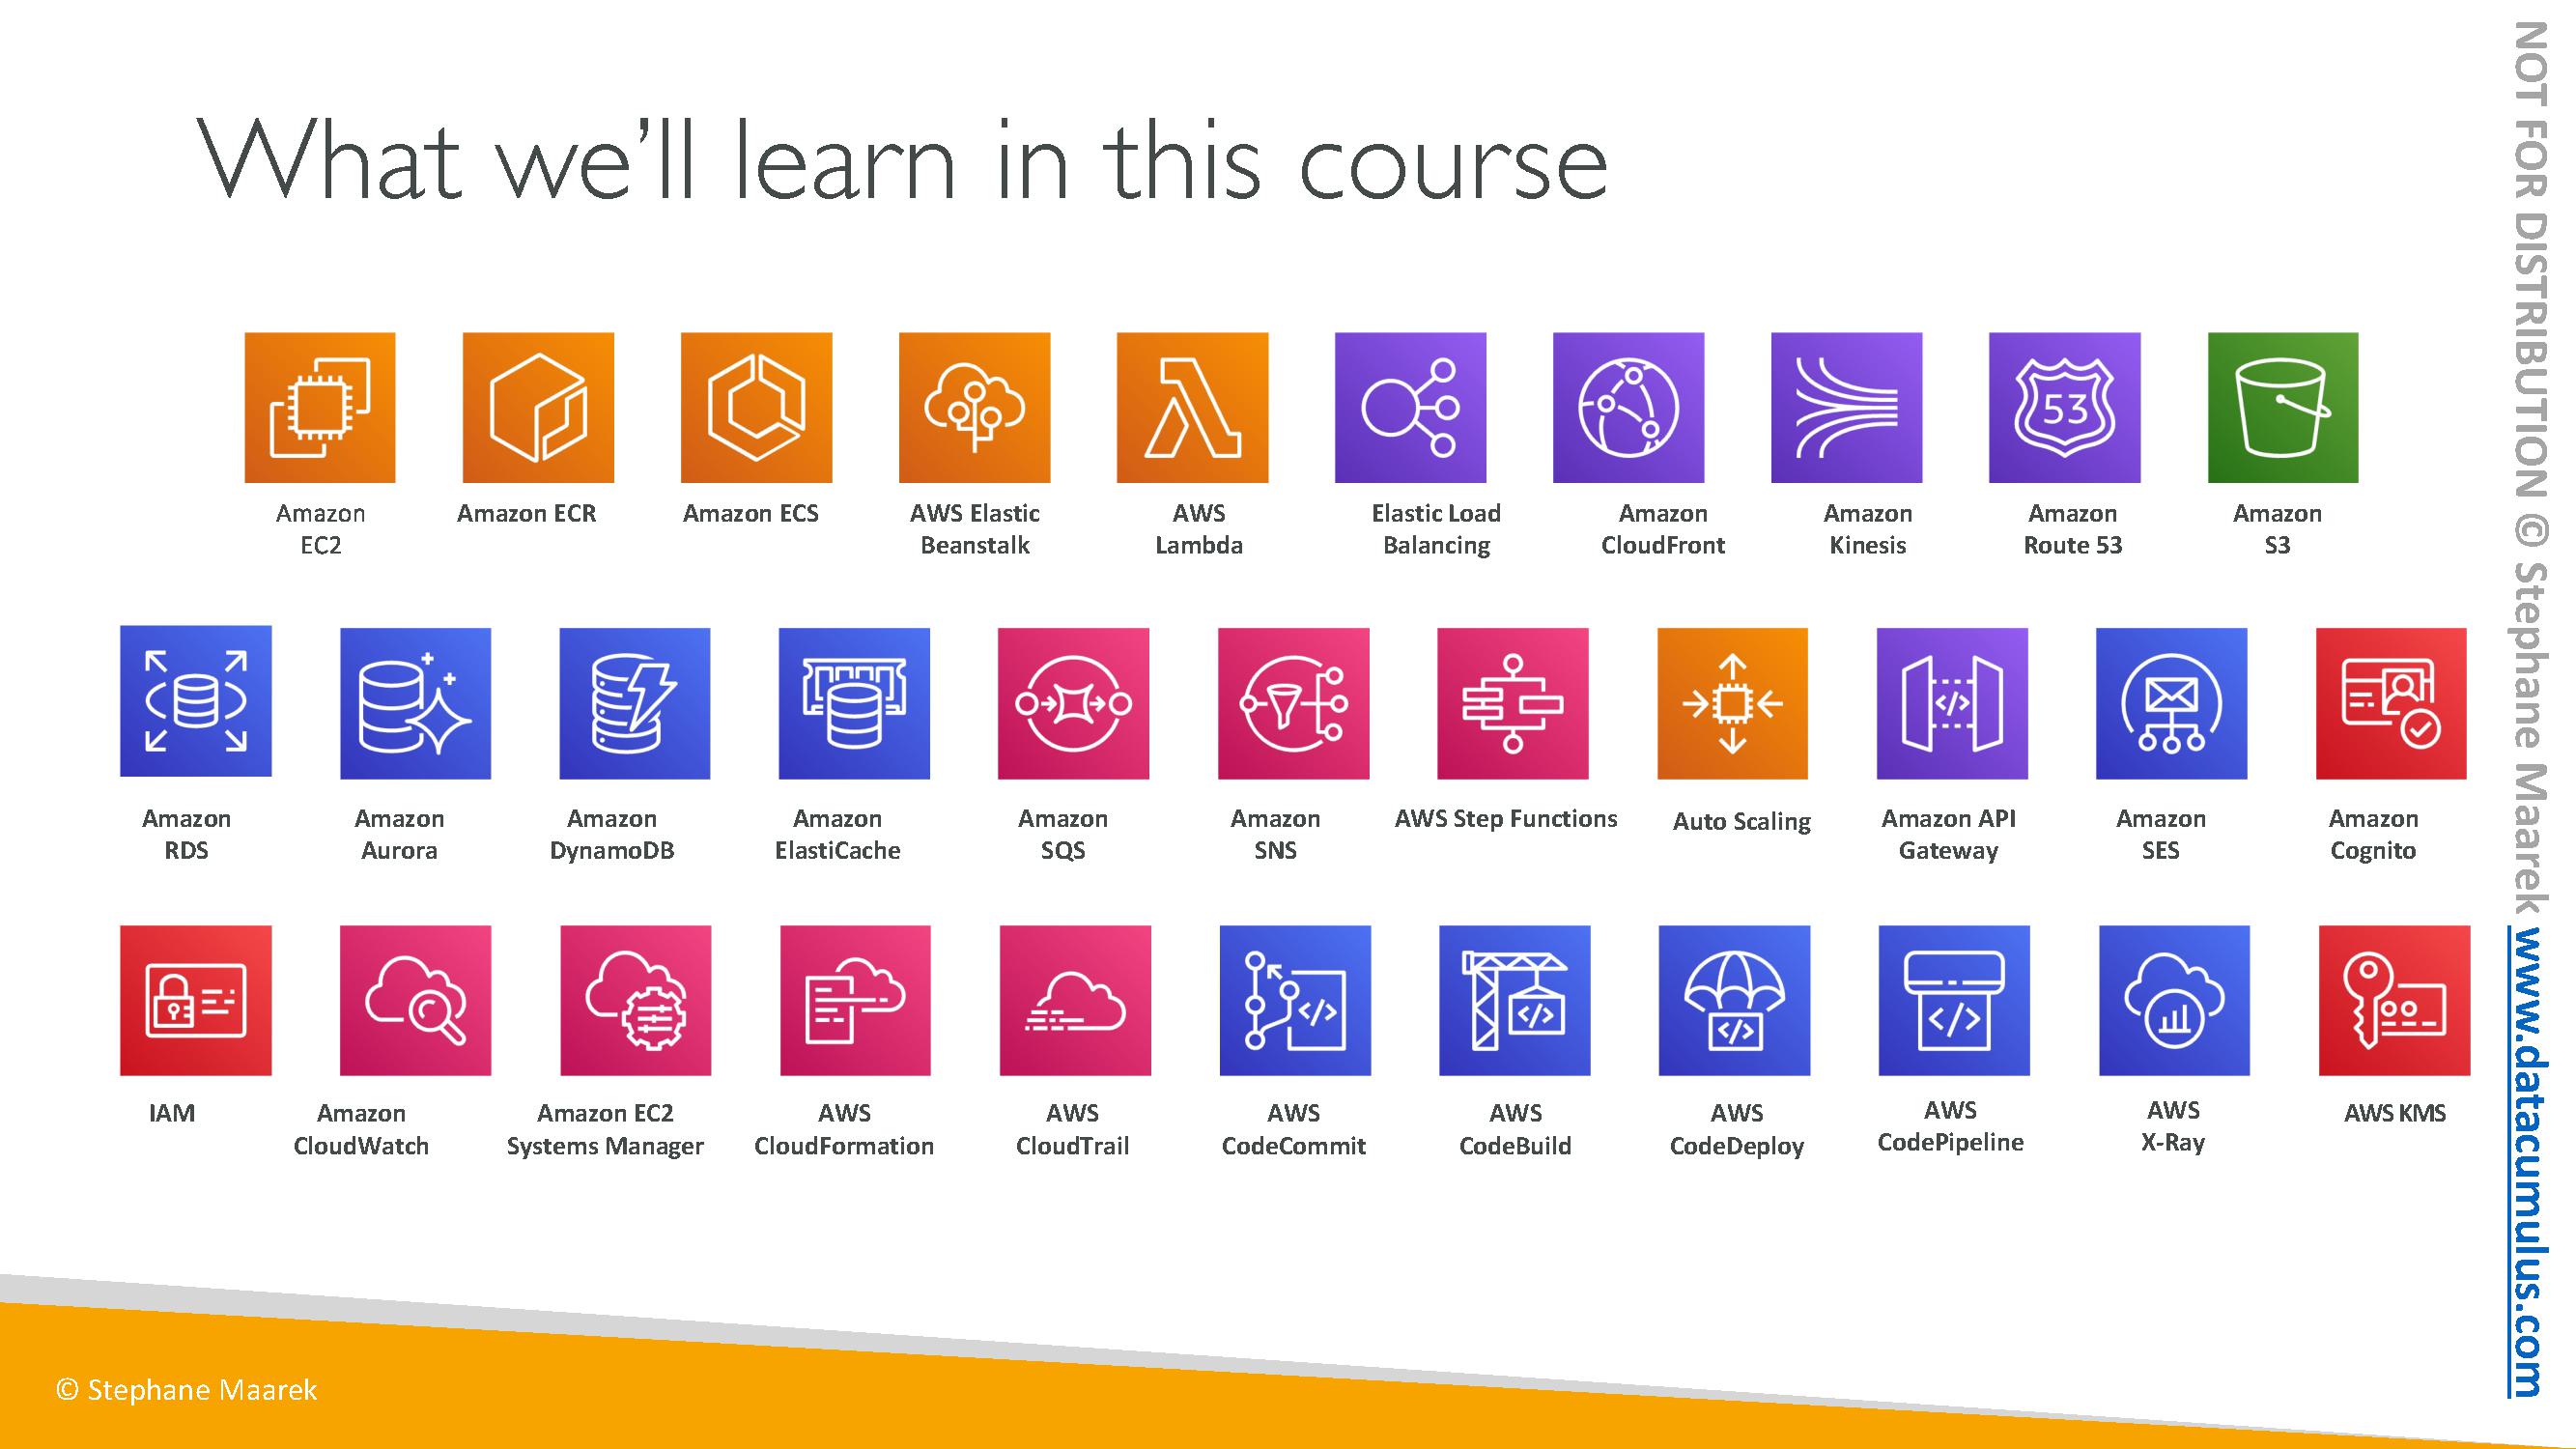 What we’ll learn in this course
Amazon
EC2
Amazon ECR
Amazon ECS
AWS Elastic
Beanstalk
AWS
Lambda
Elastic Load
Balancing
Amazon
CloudFront
Amazon
Kinesis
53
Amazon
Route 53
Amazon
S3
Amazon
RDS
Amazon
Aurora
Amazon
DynamoDB
Amazon
ElastiCache
Amazon
SQS
Amazon
SNS
AWS Step Functions
Auto Scaling
</>
Amazon API
Gateway
Amazon
SES
Amazon
Cognito
IAM
Amazon
CloudWatch
Amazon EC2
Systems Manager
AWS
CloudFormation
AWS
CloudTrail
</>
AWS
CodeCommit
</>
AWS
CodeBuild
</>
AWS
CodeDeploy
</>
AWS
CodePipeline
AWS
X-Ray
AWS KMS
© Stephane Maarek
NOT FOR DISTRIBUTION © Stephane Maarek www.datacumulus.com